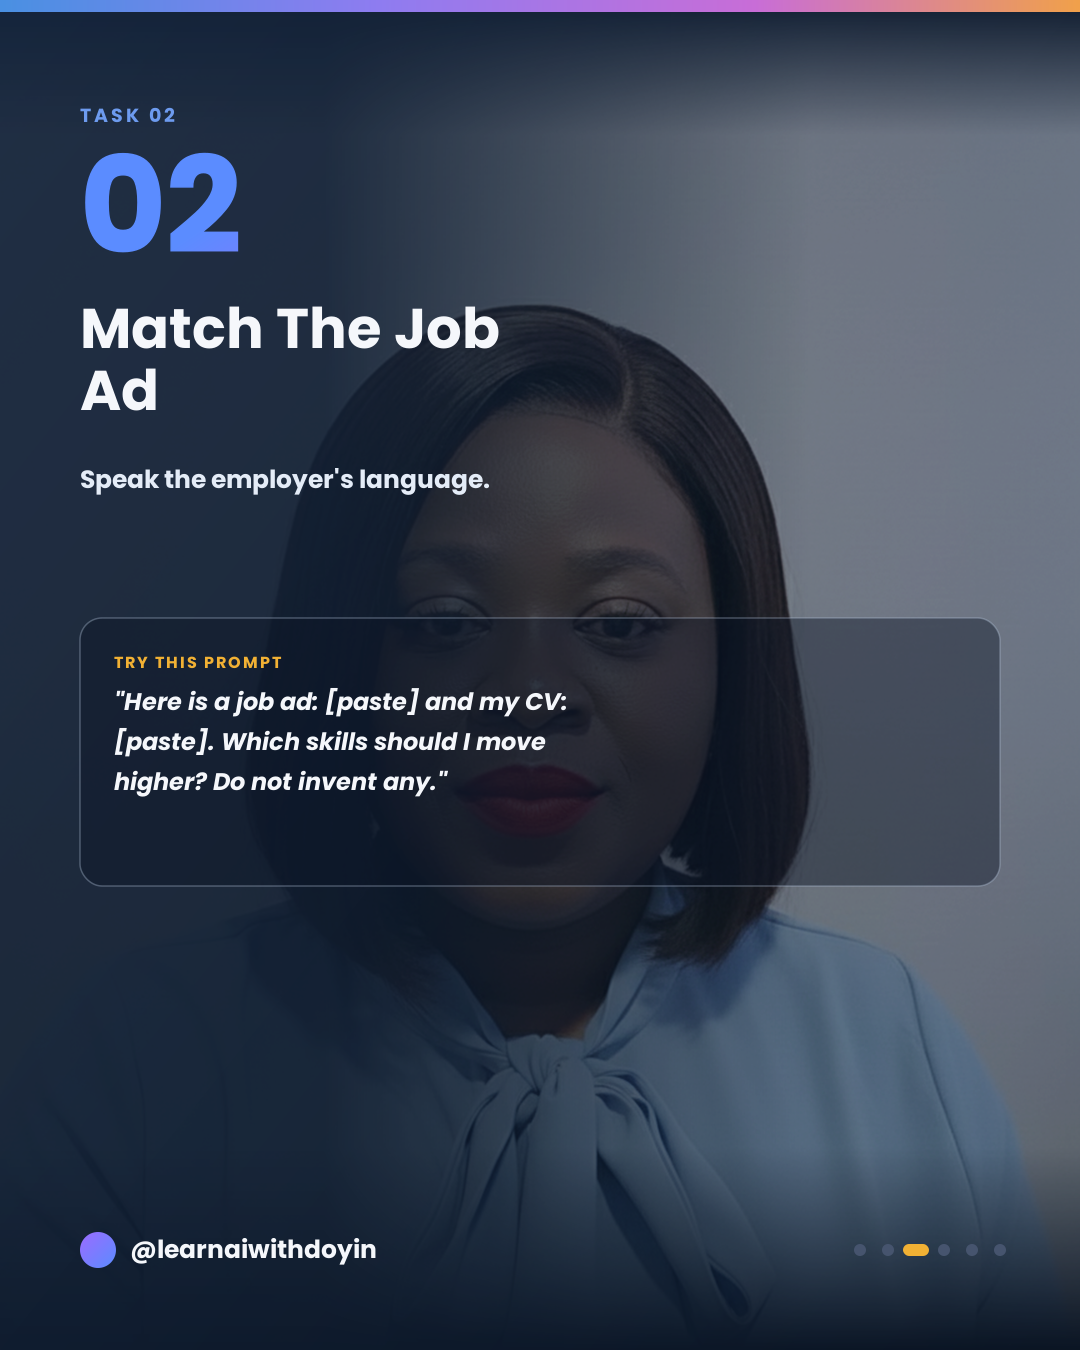 TASK 02
02
Match The Job
Ad
Speak the employer's language.
TRY THIS PROMPT
"Here is a job ad: [paste] and my CV:
[paste]. Which skills should I move
higher? Do not invent any."
@learnaiwithdoyin